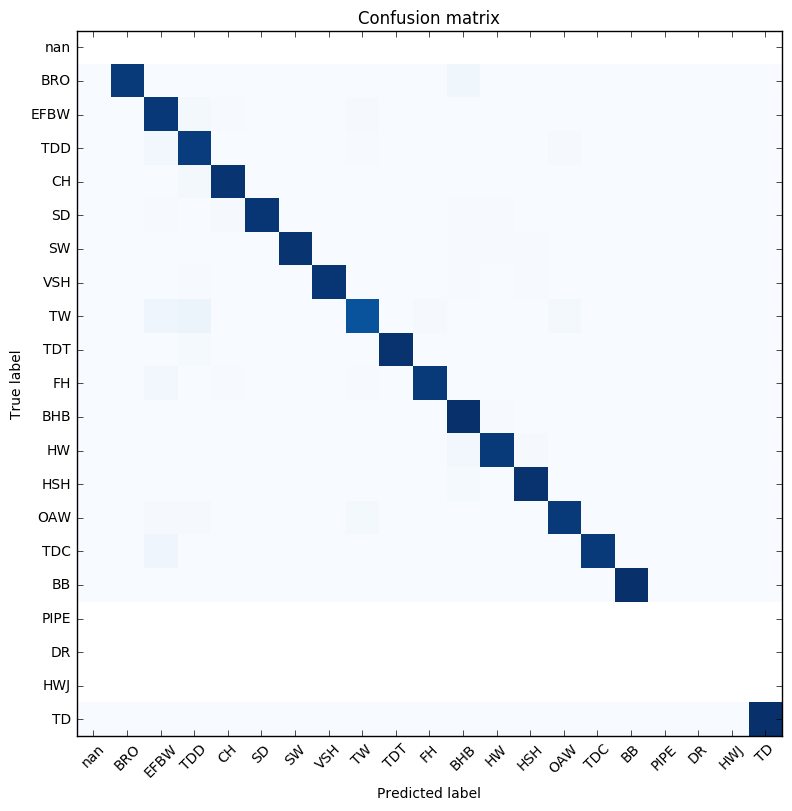 Confusion matrix
True label
nan
BRO
EFBW
TDD
CH
SD
SW
VSH
TW
TDT
FH
BHB
HW
HSH
OAW
TDC
BB
PIPE
DR
HWJ
TD
nan
BRO
EFBW
TDD
CH
SD
SW
VSH
TW
TDT
FH
BHB
HW
HSH
OAW
TDC
BB
PIPE
DR
HWJ
TD
Predicted label